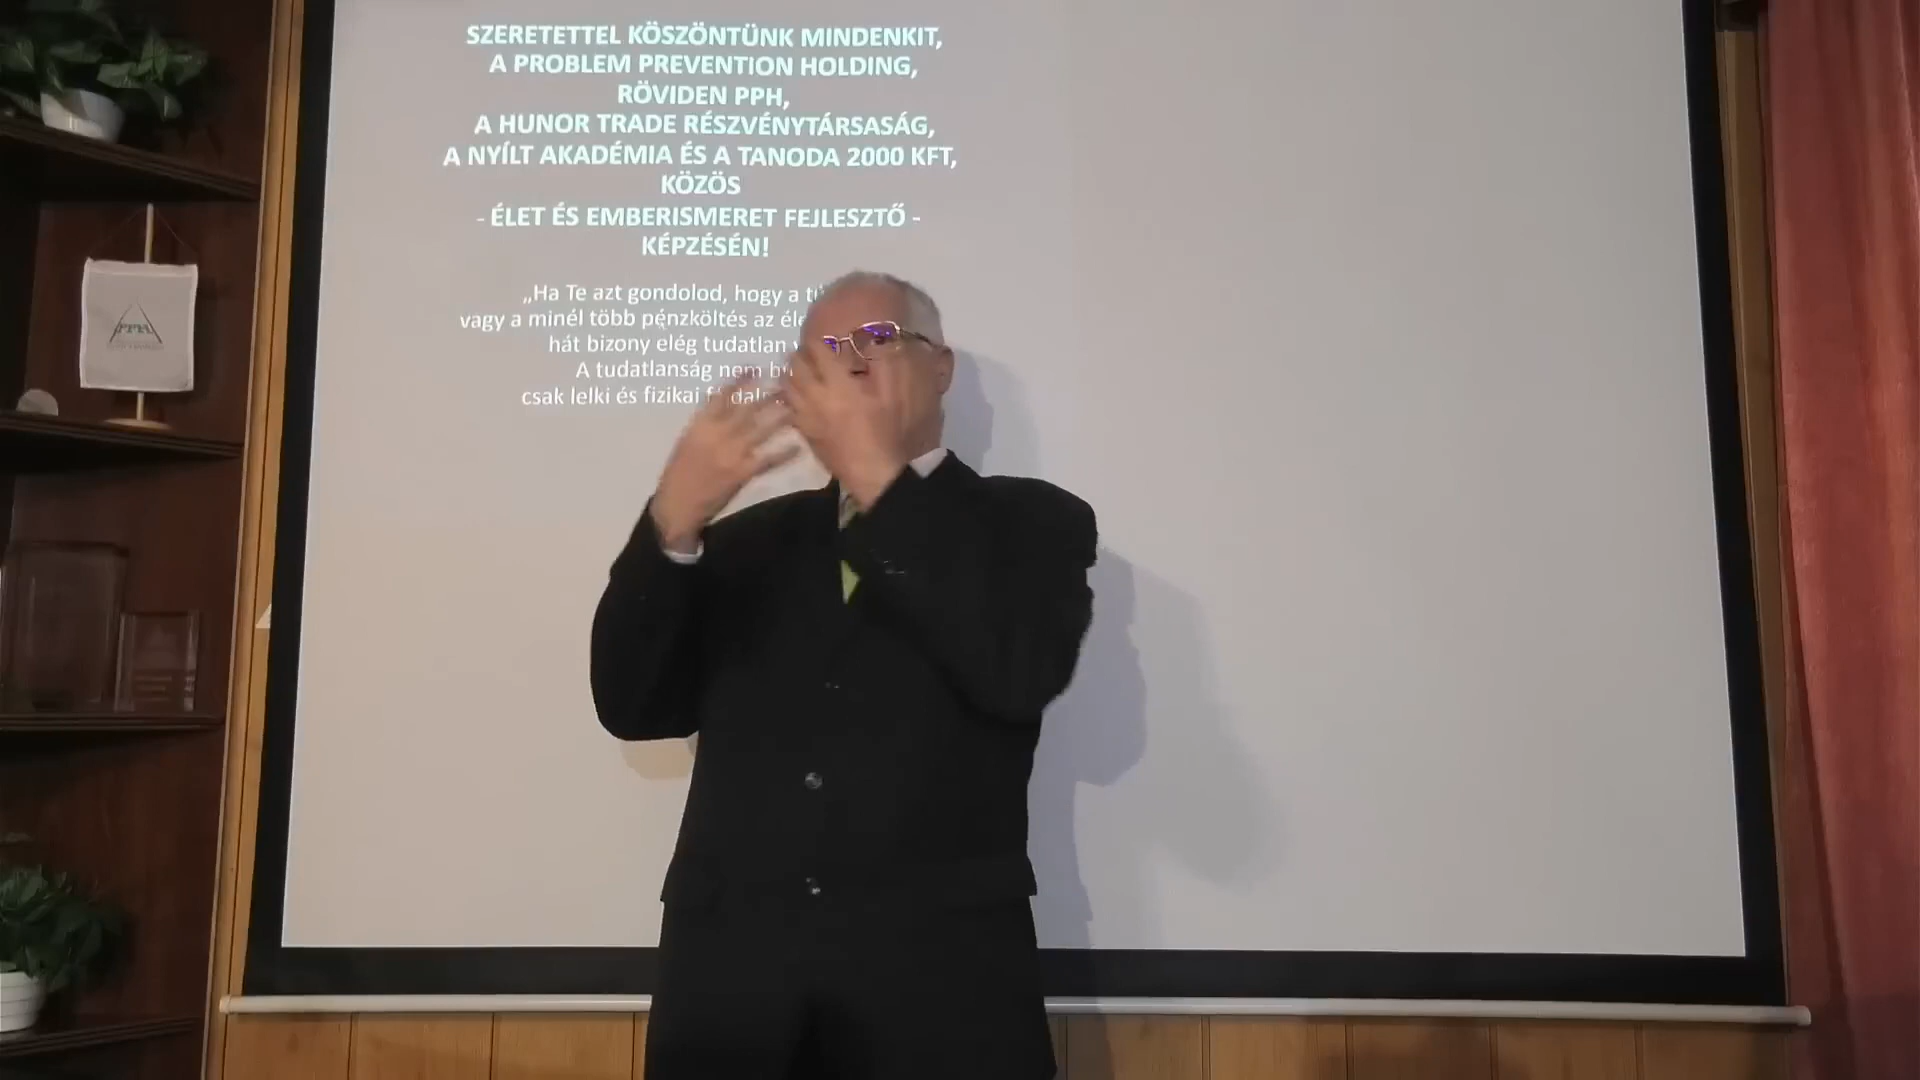 SZERETETTEL KÖSZÖNTÜNK MINDENKIT,
A PROBLEM PREVENTION HOLDING,
RÖVIDEN PPH,
A HUNOR TRADE RÉSZVÉNYTÁRSASÁG,
A NYÍLT AKADÉMIA ÉS A TANODA 2000 KFT,
KÖZÖS
- ÉLET ÉS EMBERISMERET FEJLESZTŐ -
KÉPZÉSÉN!
„Ha Te azt gondolod, hogy a
vagy a minél több pénzköltés az
hát bizony elég tudatlan
A tudatlanság nem
csak lelki és fizikai
PPH